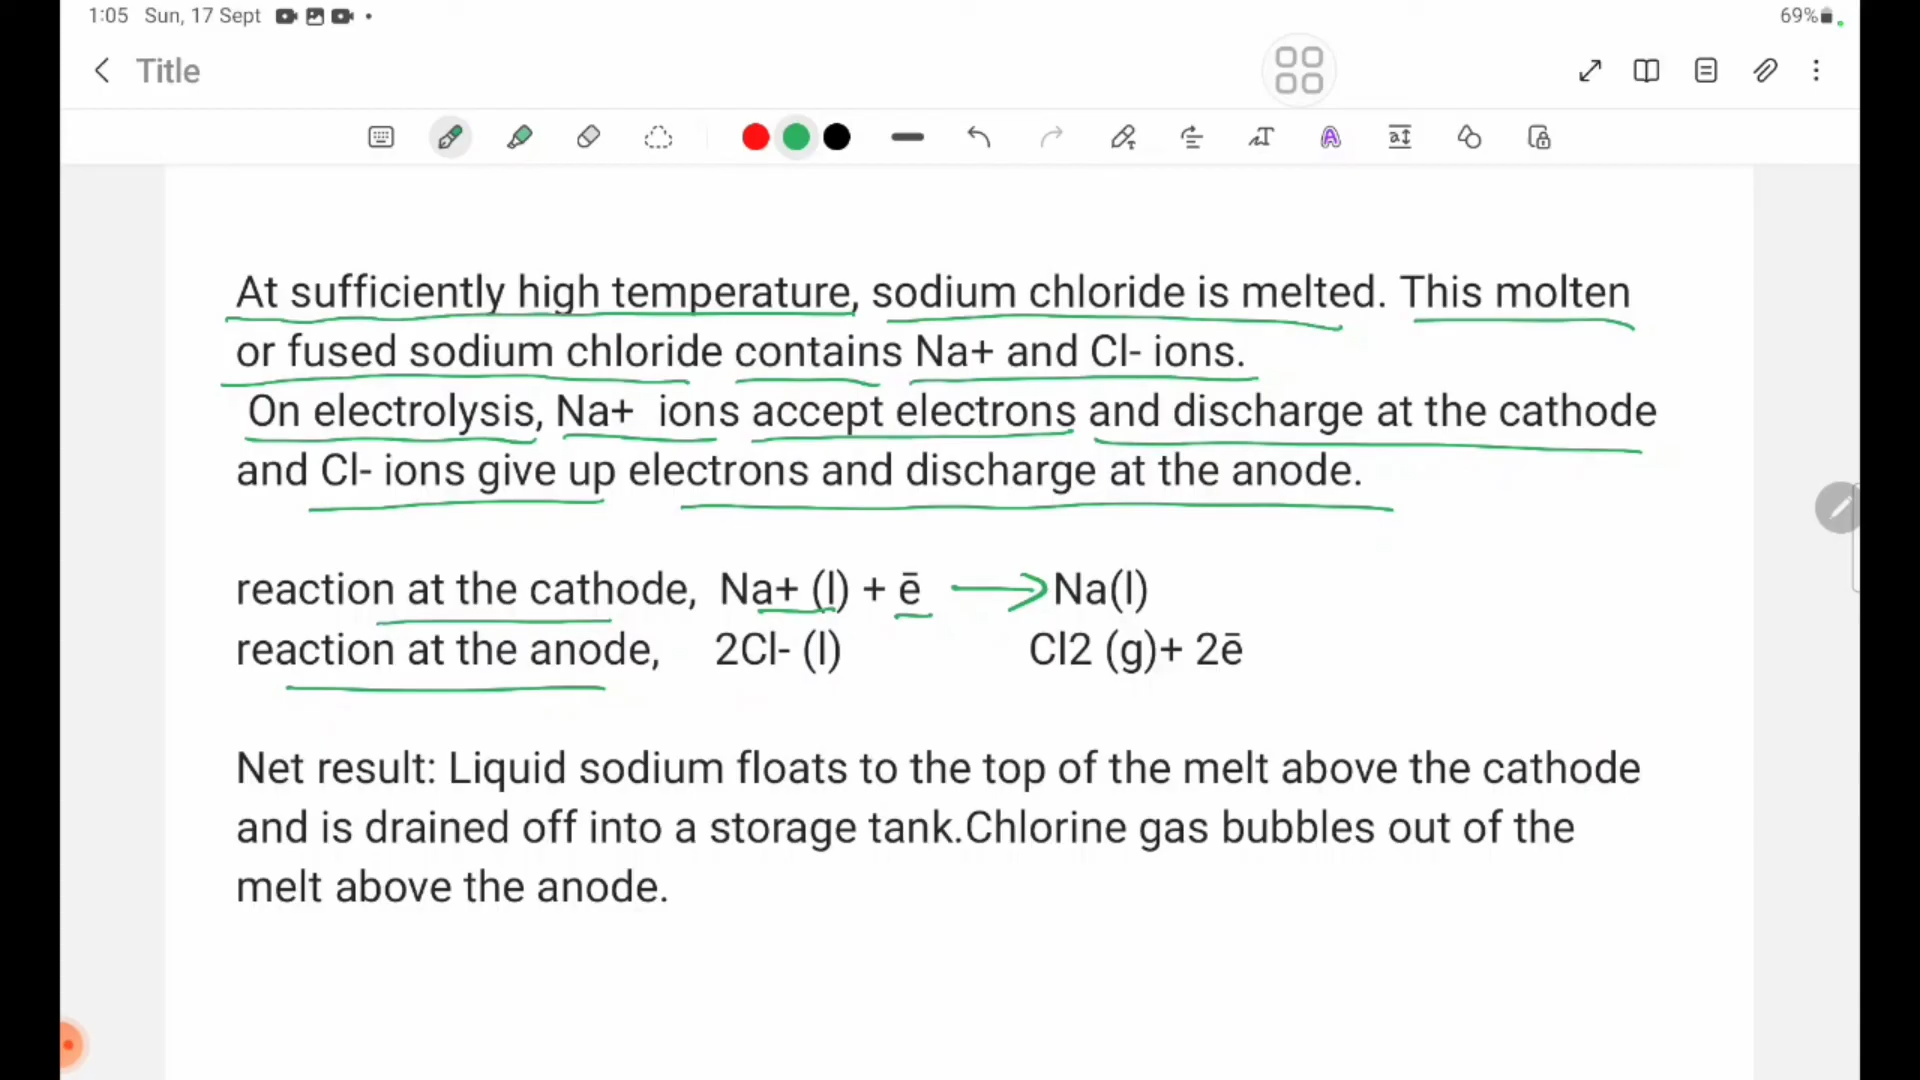 1:05 Sun, 17 Sept
69%
Title
At sufficiently high temperature, sodium chloride is melted. This molten
or fused sodium chloride contains Na+ and Cl- ions.
On electrolysis, Na+ ions accept electrons and discharge at the cathode
and Cl- ions give up electrons and discharge at the anode.
reaction at the cathode, Na+ (l) + ē → Na(l)
reaction at the anode, 2Cl- (l) Cl2 (g)+ 2ē
Net result: Liquid sodium floats to the top of the melt above the cathode
and is drained off into a storage tank.Chlorine gas bubbles out of the
melt above the anode.